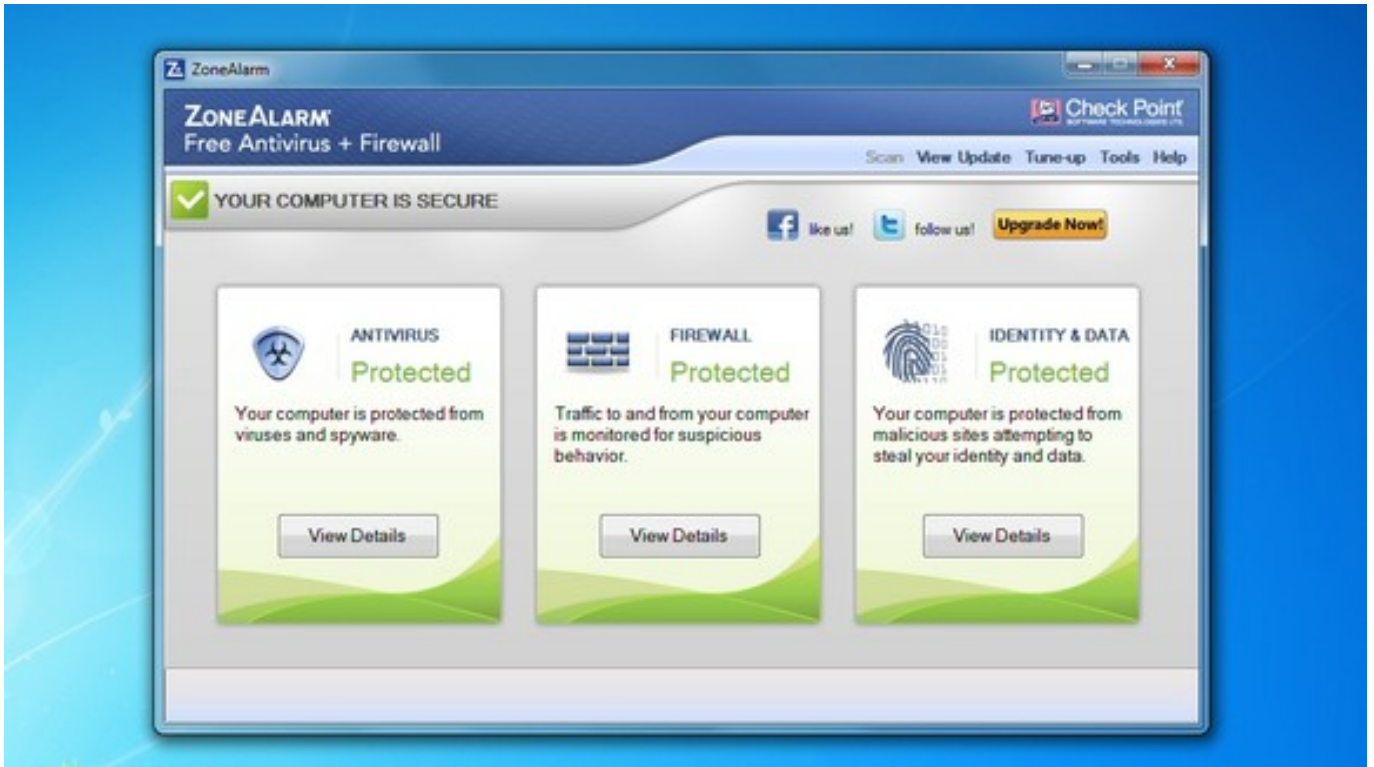 ZoneAlarm
ZONEALARM
Free Antivirus + Firewall
Check Point
SOFTWARE TECHNOLOGIES LTD.
Scan View Update Tune-up Tools Help
YOUR COMPUTER IS SECURE
like us! follow us! Upgrade Now!
ANTIVIRUS
Protected
Your computer is protected from
viruses and spyware.
View Details
FIREWALL
Protected
Traffic to and from your computer
is monitored for suspicious
behavior.
View Details
IDENTITY & DATA
Protected
Your computer is protected from
malicious sites attempting to
steal your identity and data.
View Details